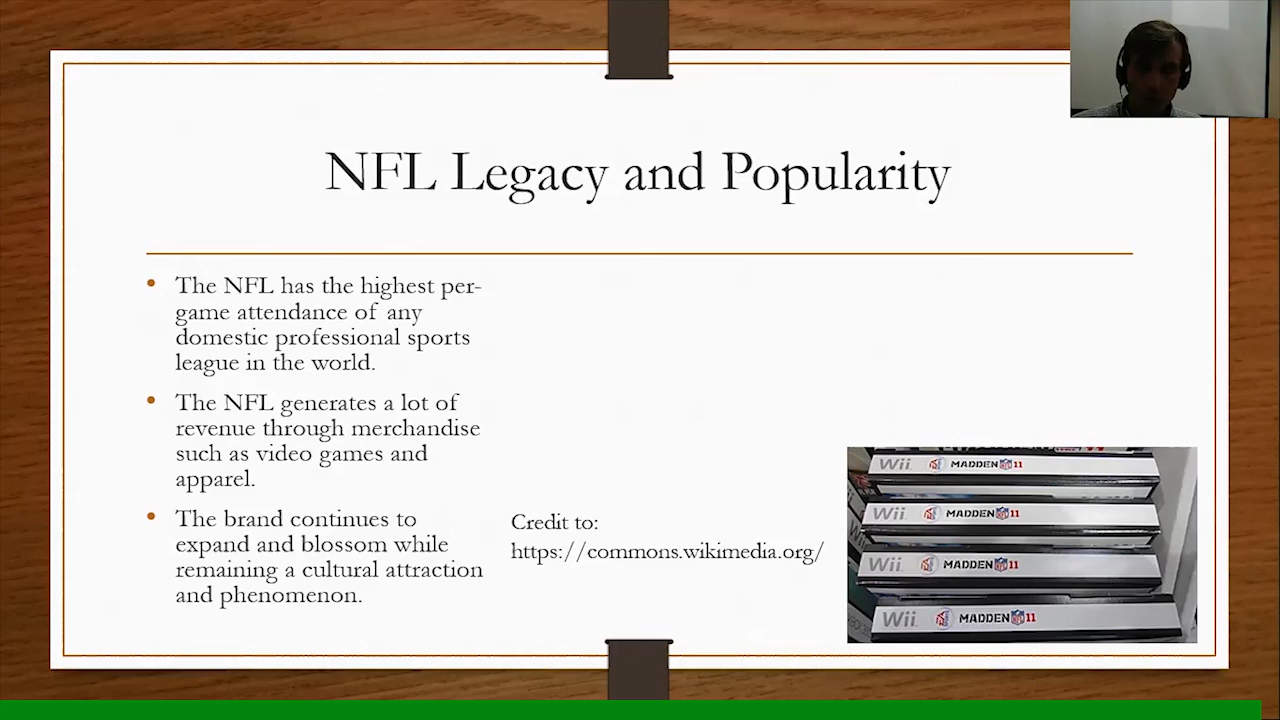 NFL Legacy and Popularity
• The NFL has the highest per-
game attendance of any
domestic professional sports
league in the world.
• The NFL generates a lot of
revenue through merchandise
such as video games and
apparel.
• The brand continues to
expand and blossom while
remaining a cultural attraction
and phenomenon.
Credit to:
https://commons.wikimedia.org/
Wii MADDEN NFL 11
Wii MADDEN NFL 11
Wii MADDEN NFL 11
Wii MADDEN NFL 11